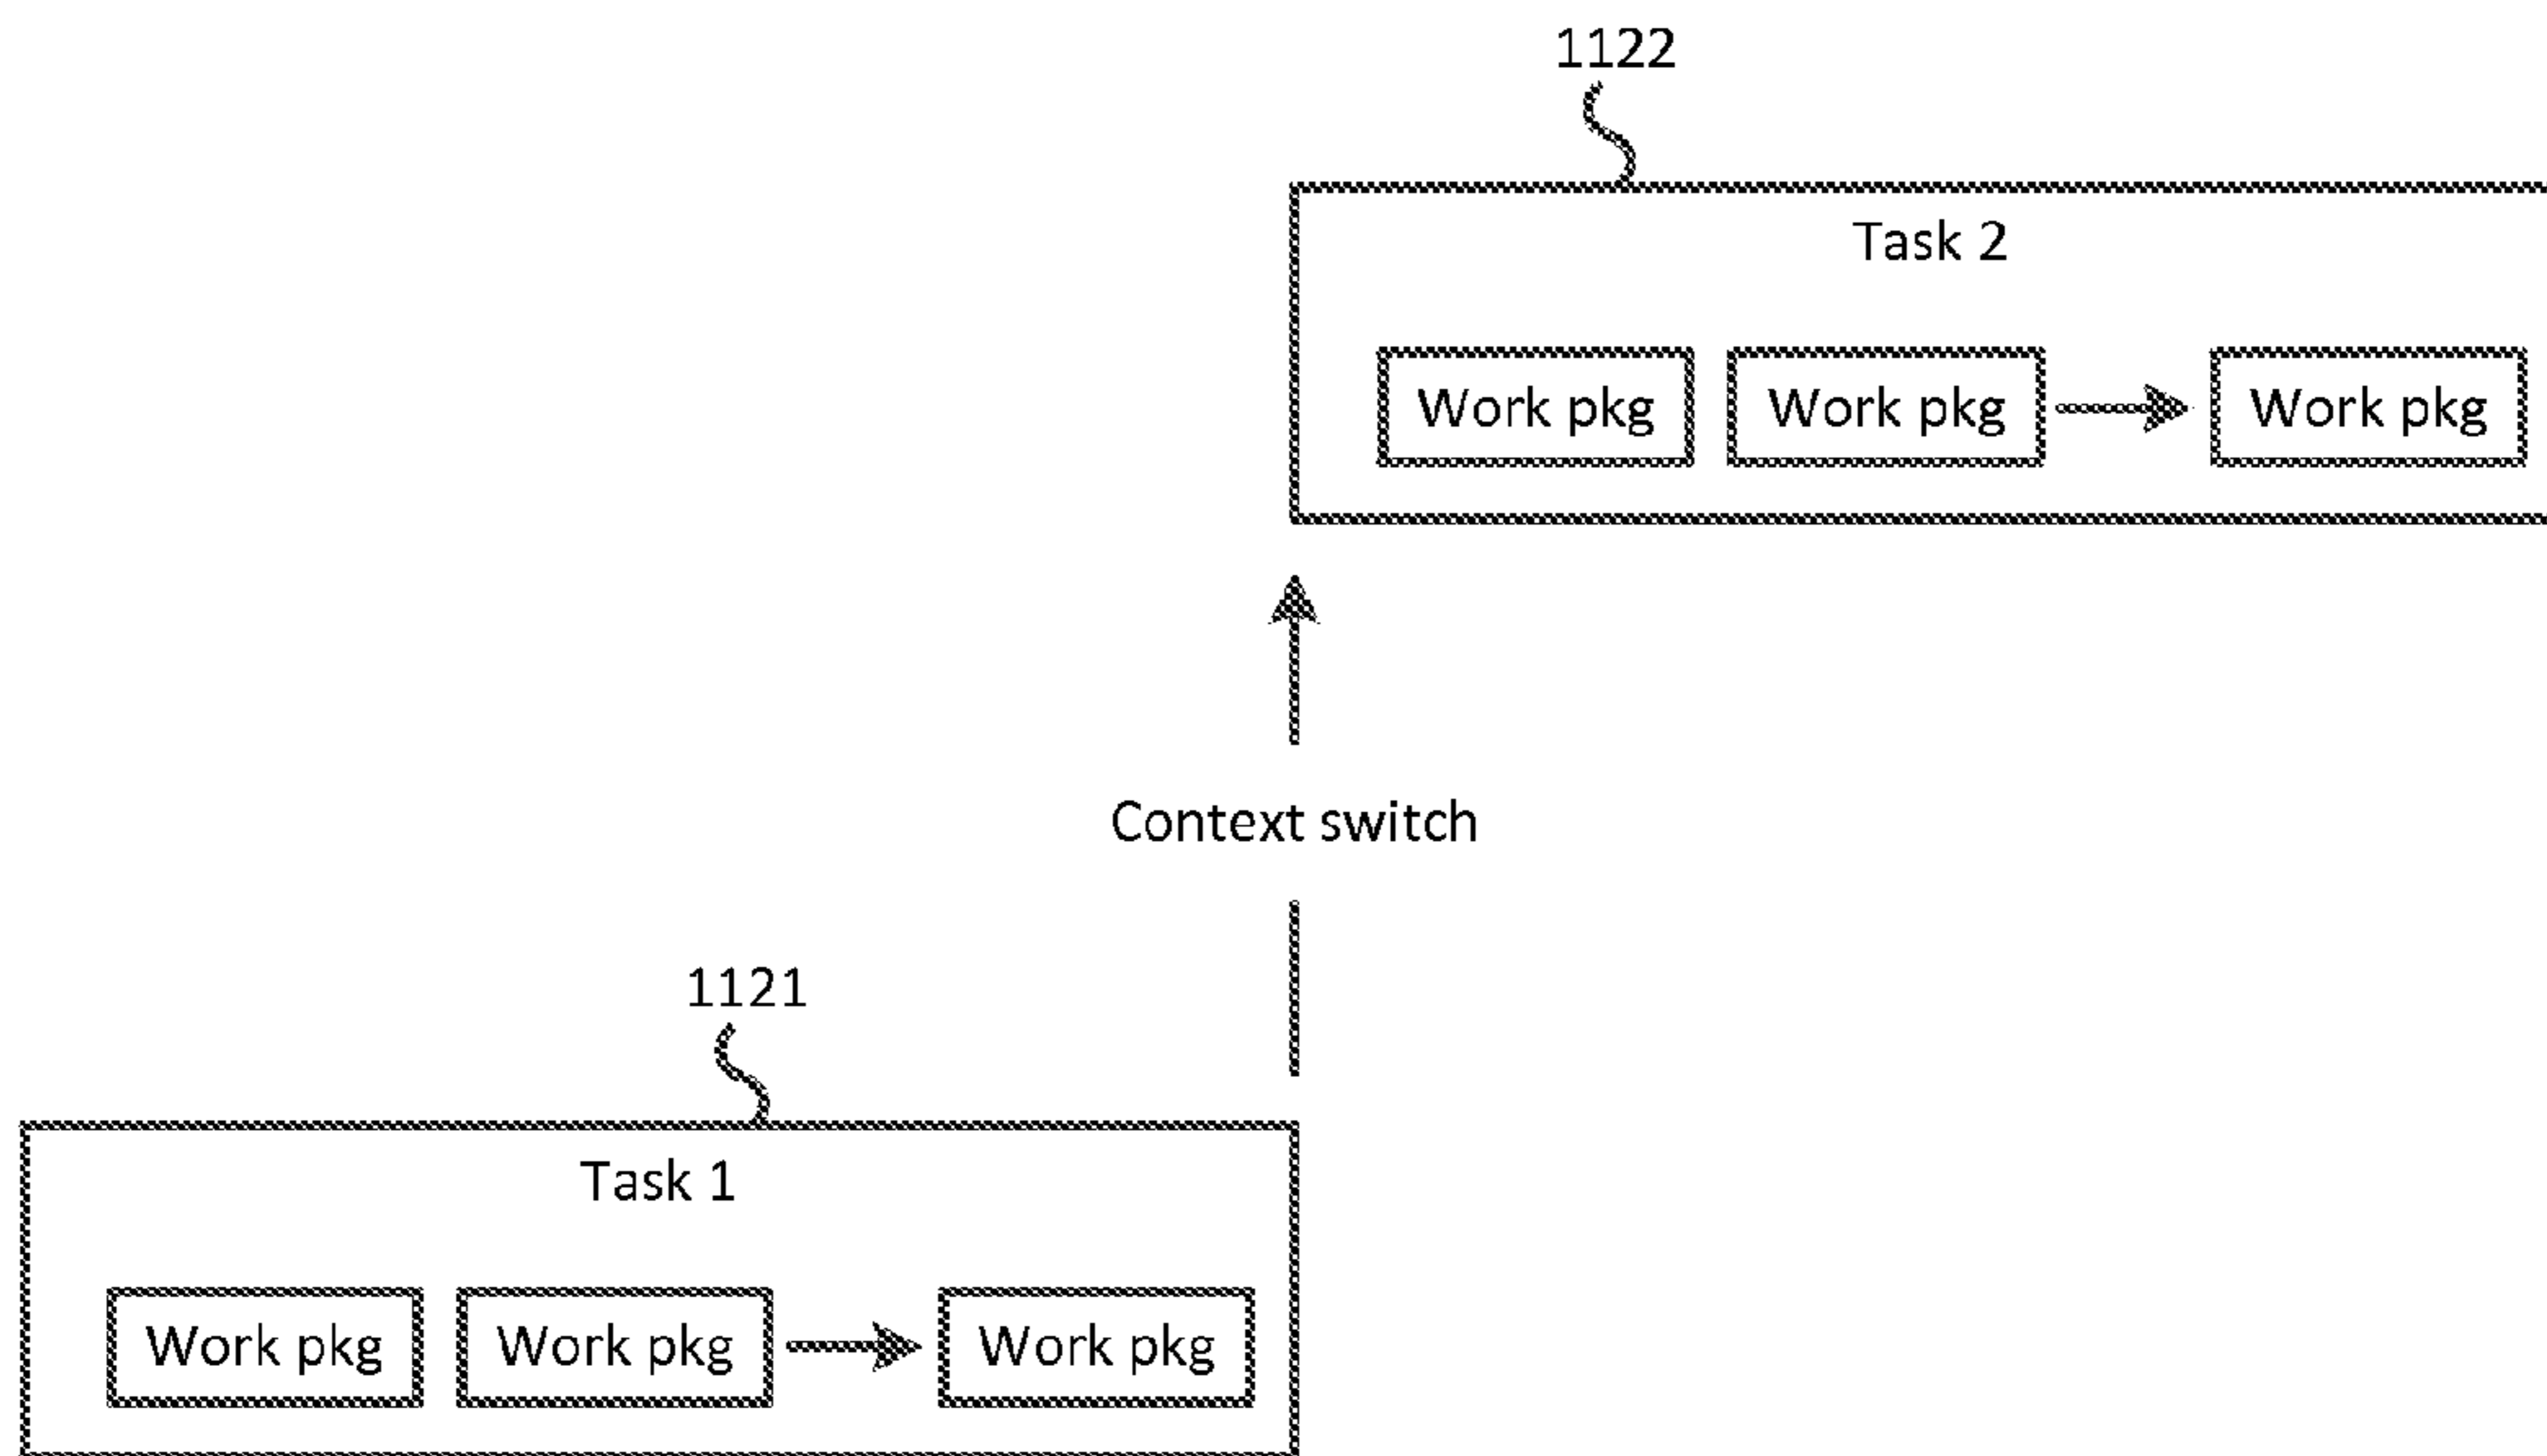 1122
Task 2
Work pkg Work pkg Work pkg
Context switch
1121
Task 1
Work pkg Work pkg Work pkg